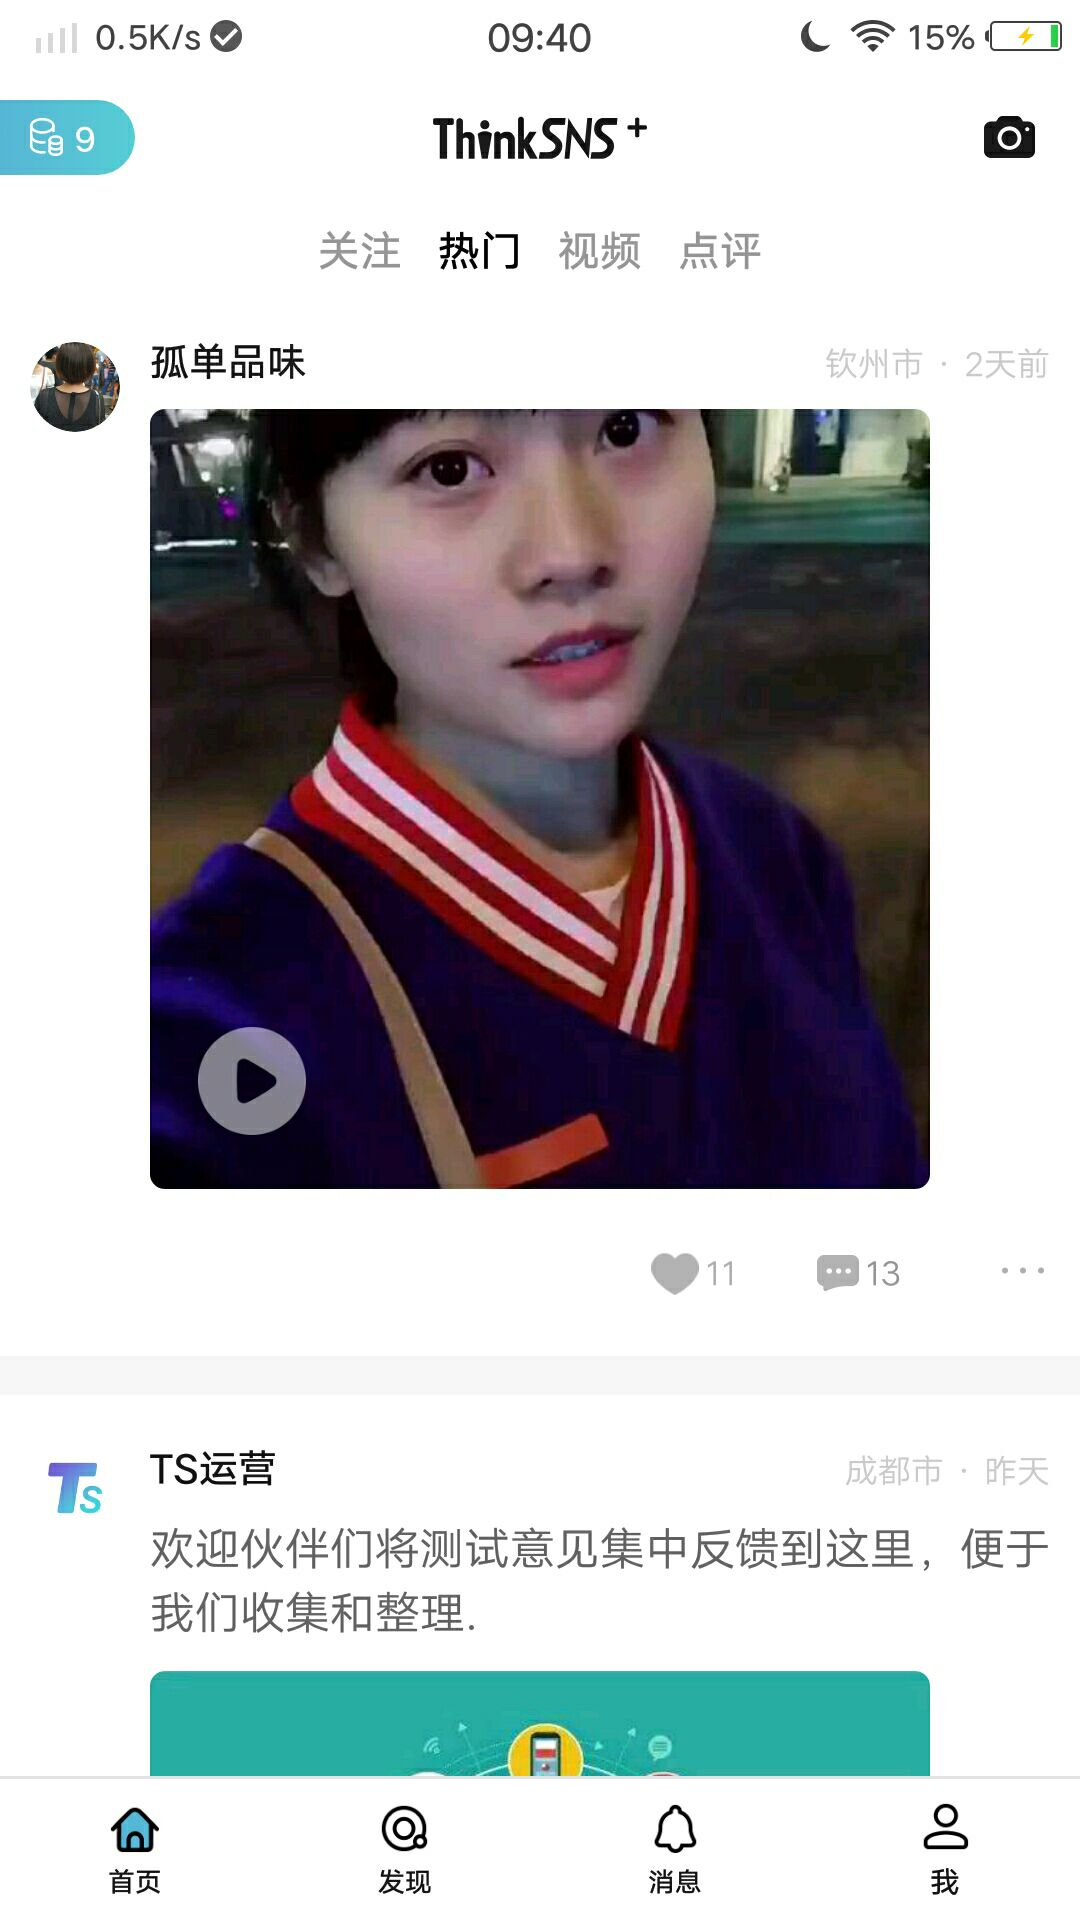 0.5K/s
09:40
15%
9
ThinkSNS+
关注 热门 视频 点评
孤单品味
钦州市 · 2天前
11
13
TS运营
成都市 · 昨天
TS
欢迎伙伴们将测试意见集中反馈到这里，便于
我们收集和整理.
首页 发现 消息 我